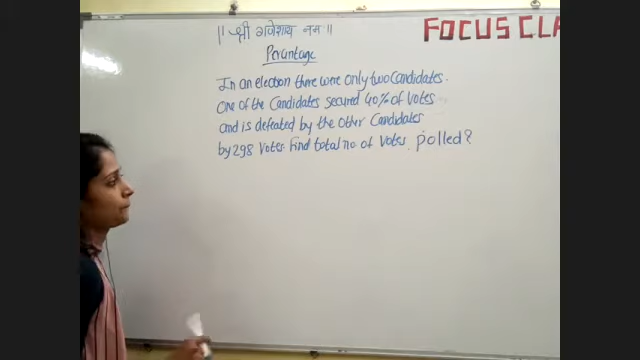 || श्री गणेशाय नमः ||
FOCUS CLA
Percentage
In an election there were only two Candidates.
One of the Candidates secured 40% of Votes
and is defeated by the other Candidates
by 298 Votes. Find total no of Votes polled?